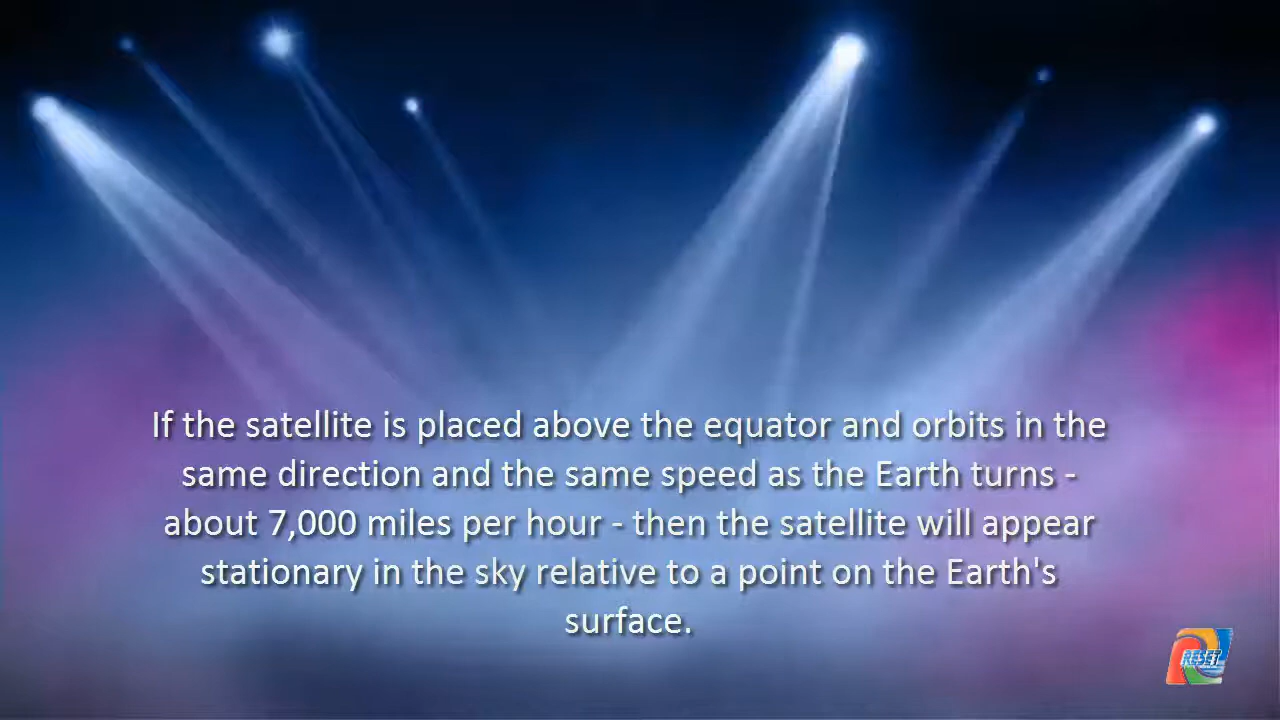 If the satellite is placed above the equator and orbits in the
same direction and the same speed as the Earth turns -
about 7,000 miles per hour - then the satellite will appear
stationary in the sky relative to a point on the Earth's
surface.
RESET